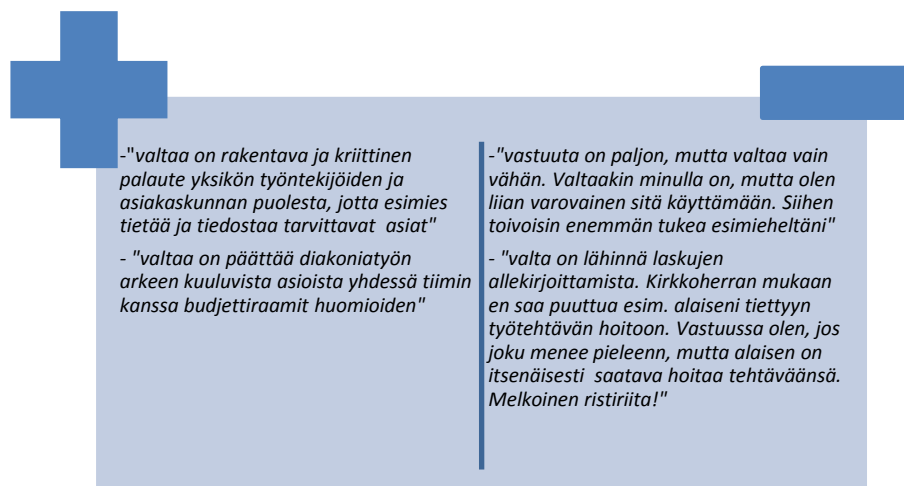 -"valtaa on rakentava ja kriittinen
palaute yksikön työntekijöiden ja
asiakaskunnan puolesta, jotta esimies
tietää ja tiedostaa tarvittavat asiat"
- "valtaa on päättää diakoniatyön
arkeen kuuluvista asioista yhdessä tiimin
kanssa budjettiraamit huomioiden"
-"vastuuta on paljon, mutta valtaa vain
vähän. Valtaakin minulla on, mutta olen
liian varovainen sitä käyttämään. Siihen
toivoisin enemmän tukea esimieheltäni"
- "valta on lähinnä laskujen
allekirjoittamista. Kirkkoherran mukaan
en saa puuttua esim. alaiseni tiettyyn
työtehtävän hoitoon. Vastuussa olen, jos
joku menee pieleenn, mutta alaisen on
itsenäisesti saatava hoitaa tehtäväänsä.
Melkoinen ristiriita!"